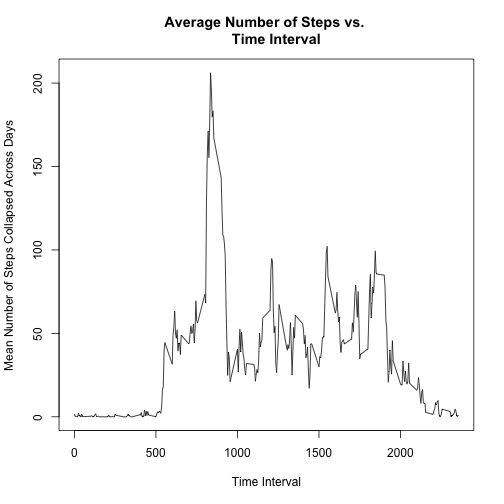 Average Number of Steps vs.
Time Interval
Mean Number of Steps Collapsed Across Days
200
150
100
50
0
0 500 1000 1500 2000
Time Interval